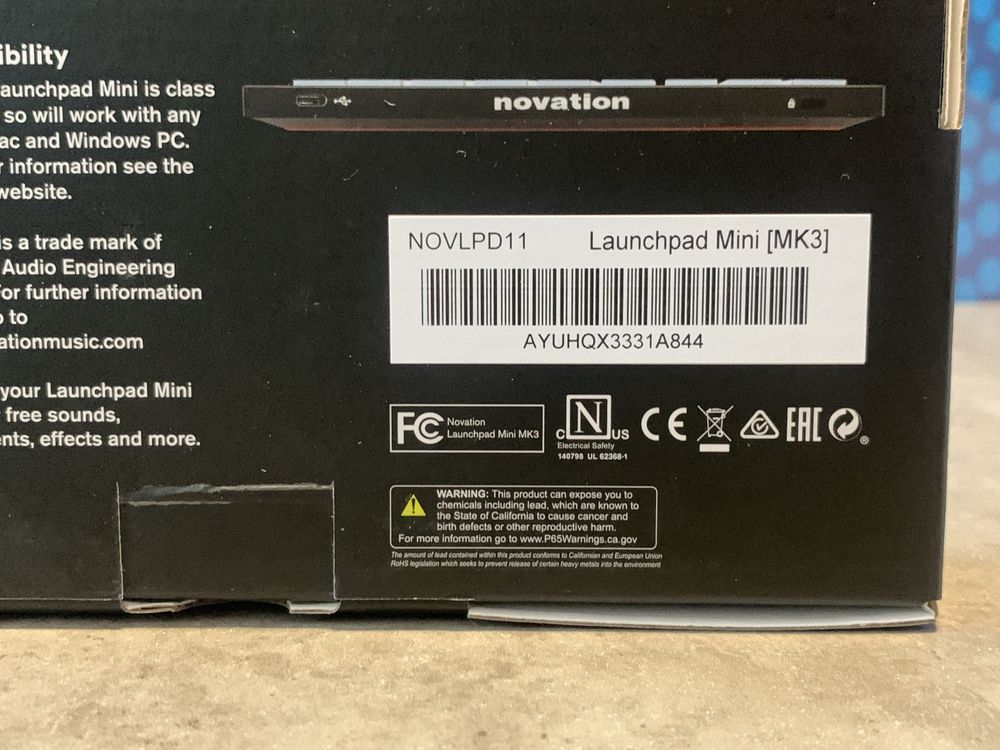 ibility
aunchpad Mini is class
so will work with any
ac and Windows PC.
r information see the
website.
is a trade mark of
Audio Engineering
For further information
o to
ationmusic.com
your Launchpad Mini
free sounds,
ents, effects and more.
novation
NOVLPD11 Launchpad Mini [MK3]
AYUHQX3331A844
FC Novation
Launchpad Mini MK3
C N US
Electrical Safety
140798 UL 62368-1
CE
EAC
®
WARNING: This product can expose you to
chemicals including lead, which are known to
the State of California to cause cancer and
birth defects or other reproductive harm.
For more information go to www.P65Warnings.ca.gov
The amount of lead contained within this product conforms to Californian and European Union
RoHS legislation which seeks to prevent release of certain heavy metals into the environment